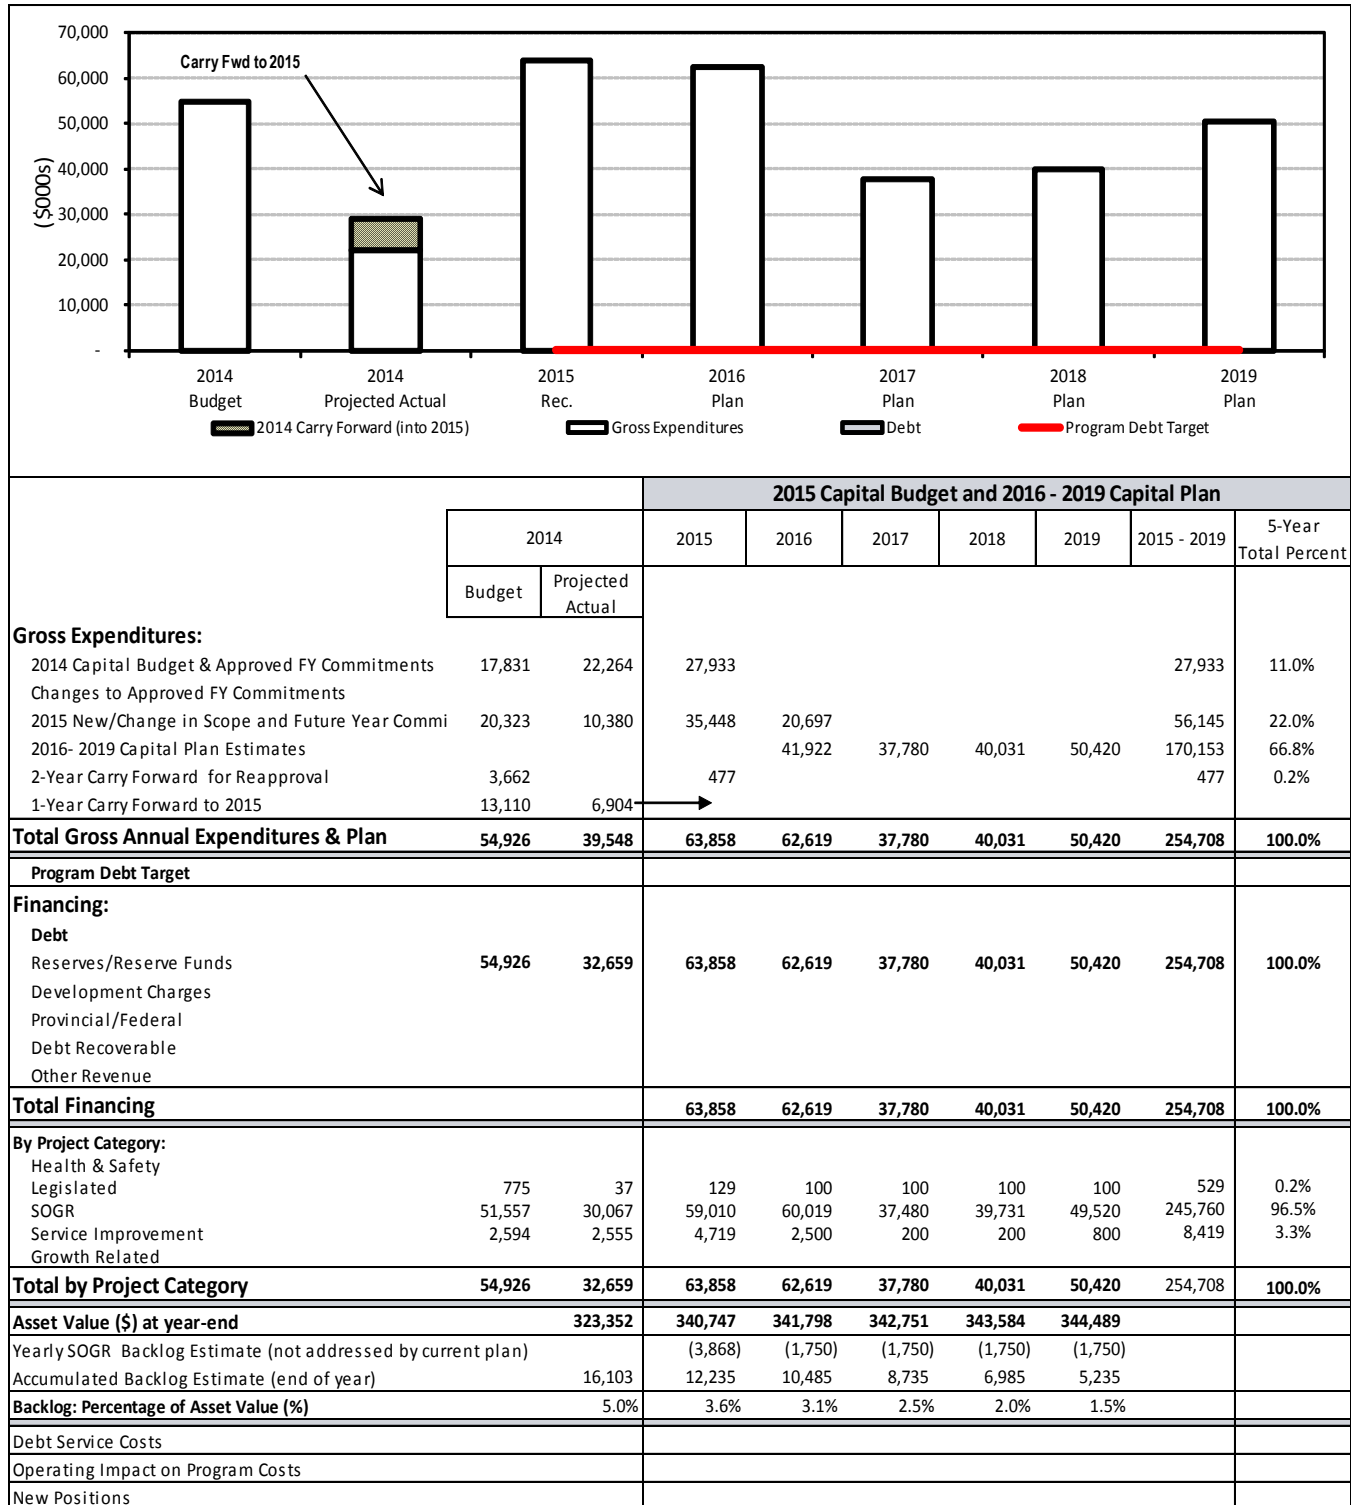 70,000
60,000
50,000
40,000
30,000
20,000
10,000
-
($000s)
Carry Fwd to 2015
2014 2014 2015 2016 2017 2018 2019
Budget Projected Actual Rec. Plan Plan Plan Plan
2014 Carry Forward (into 2015) Gross Expenditures Debt Program Debt Target
2015 Capital Budget and 2016 - 2019 Capital Plan
2014 2015 2016 2017 2018 2019 2015 - 2019 5-Year
Total Percent
Budget Projected
Actual
Gross Expenditures:
2014 Capital Budget & Approved FY Commitments 17,831 22,264 27,933 27,933 11.0%
Changes to Approved FY Commitments
2015 New/Change in Scope and Future Year Commi 20,323 10,380 35,448 20,697 56,145 22.0%
2016- 2019 Capital Plan Estimates 41,922 37,780 40,031 50,420 170,153 66.8%
2-Year Carry Forward for Reapproval 3,662 477 477 0.2%
1-Year Carry Forward to 2015 13,110 6,904
Total Gross Annual Expenditures & Plan 54,926 39,548 63,858 62,619 37,780 40,031 50,420 254,708 100.0%
Program Debt Target
Financing:
Debt
Reserves/Reserve Funds 54,926 32,659 63,858 62,619 37,780 40,031 50,420 254,708 100.0%
Development Charges
Provincial/Federal
Debt Recoverable
Other Revenue
Total Financing 63,858 62,619 37,780 40,031 50,420 254,708 100.0%
By Project Category:
Health & Safety
Legislated 775 37 129 100 100 100 100 529 0.2%
SOGR 51,557 30,067 59,010 60,019 37,480 39,731 49,520 245,760 96.5%
Service Improvement 2,594 2,555 4,719 2,500 200 200 800 8,419 3.3%
Growth Related
Total by Project Category 54,926 32,659 63,858 62,619 37,780 40,031 50,420 254,708 100.0%
Asset Value ($) at year-end 323,352 340,747 341,798 342,751 343,584 344,489
Yearly SOGR Backlog Estimate (not addressed by current plan) (3,868) (1,750) (1,750) (1,750) (1,750)
Accumulated Backlog Estimate (end of year) 16,103 12,235 10,485 8,735 6,985 5,235
Backlog: Percentage of Asset Value (%) 5.0% 3.6% 3.1% 2.5% 2.0% 1.5%
Debt Service Costs
Operating Impact on Program Costs
New Positions